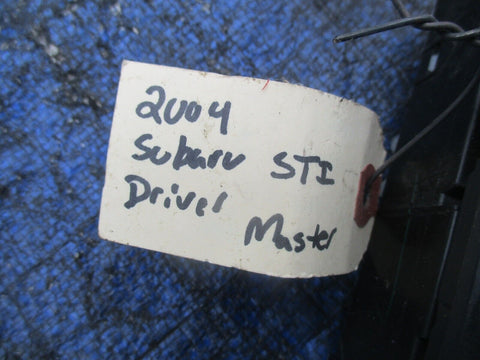 2004
Subaru STI
Driver
Master